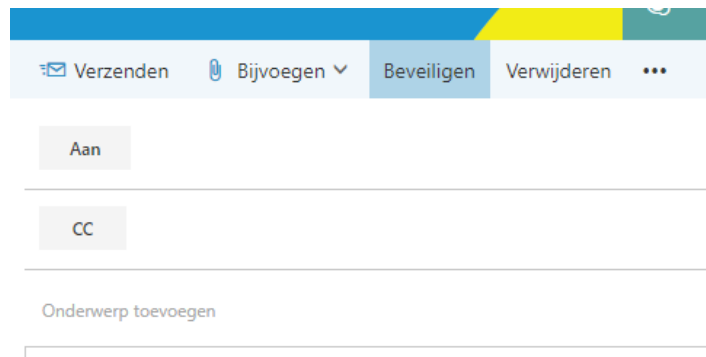 Verzenden Bijvoegen Beveiligen Verwijderen •••
Aan
CC
Onderwerp toevoegen